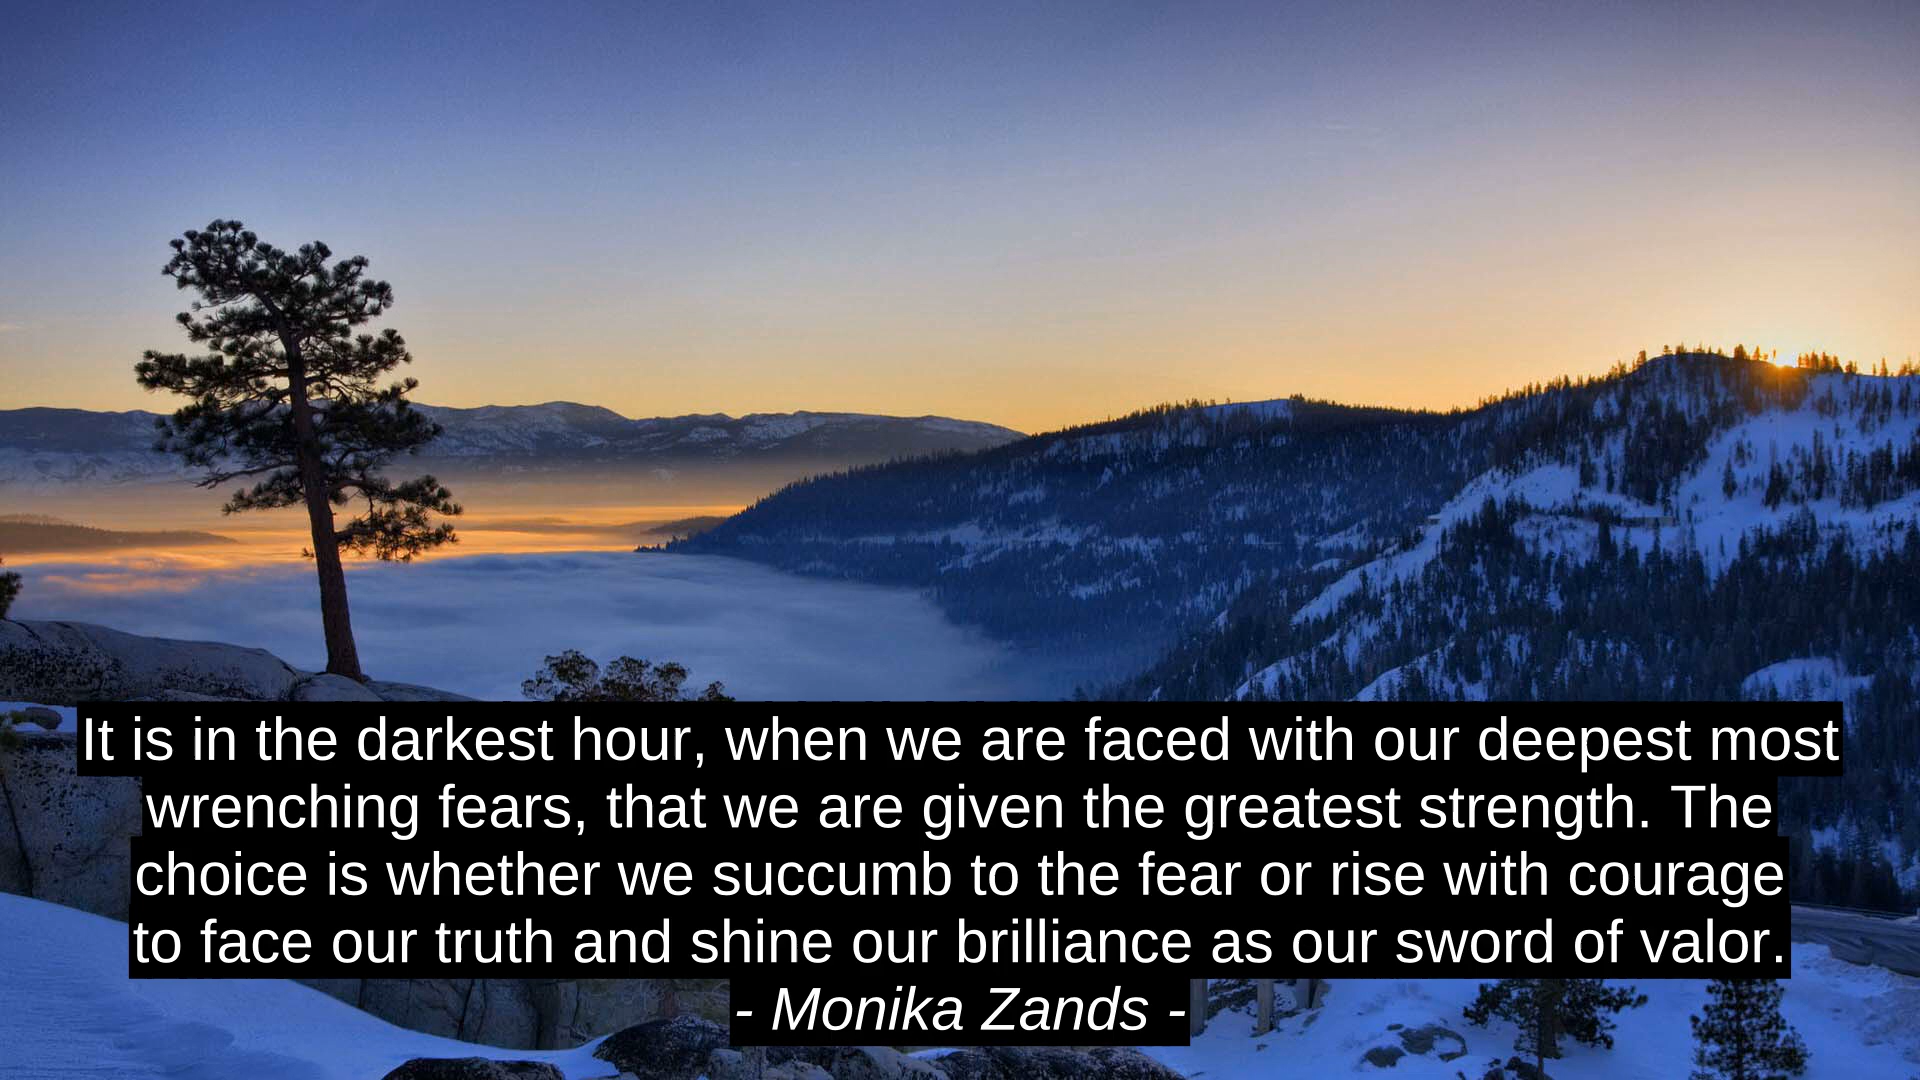 It is in the darkest hour, when we are faced with our deepest most
wrenching fears, that we are given the greatest strength. The
choice is whether we succumb to the fear or rise with courage
to face our truth and shine our brilliance as our sword of valor.
- Monika Zands -